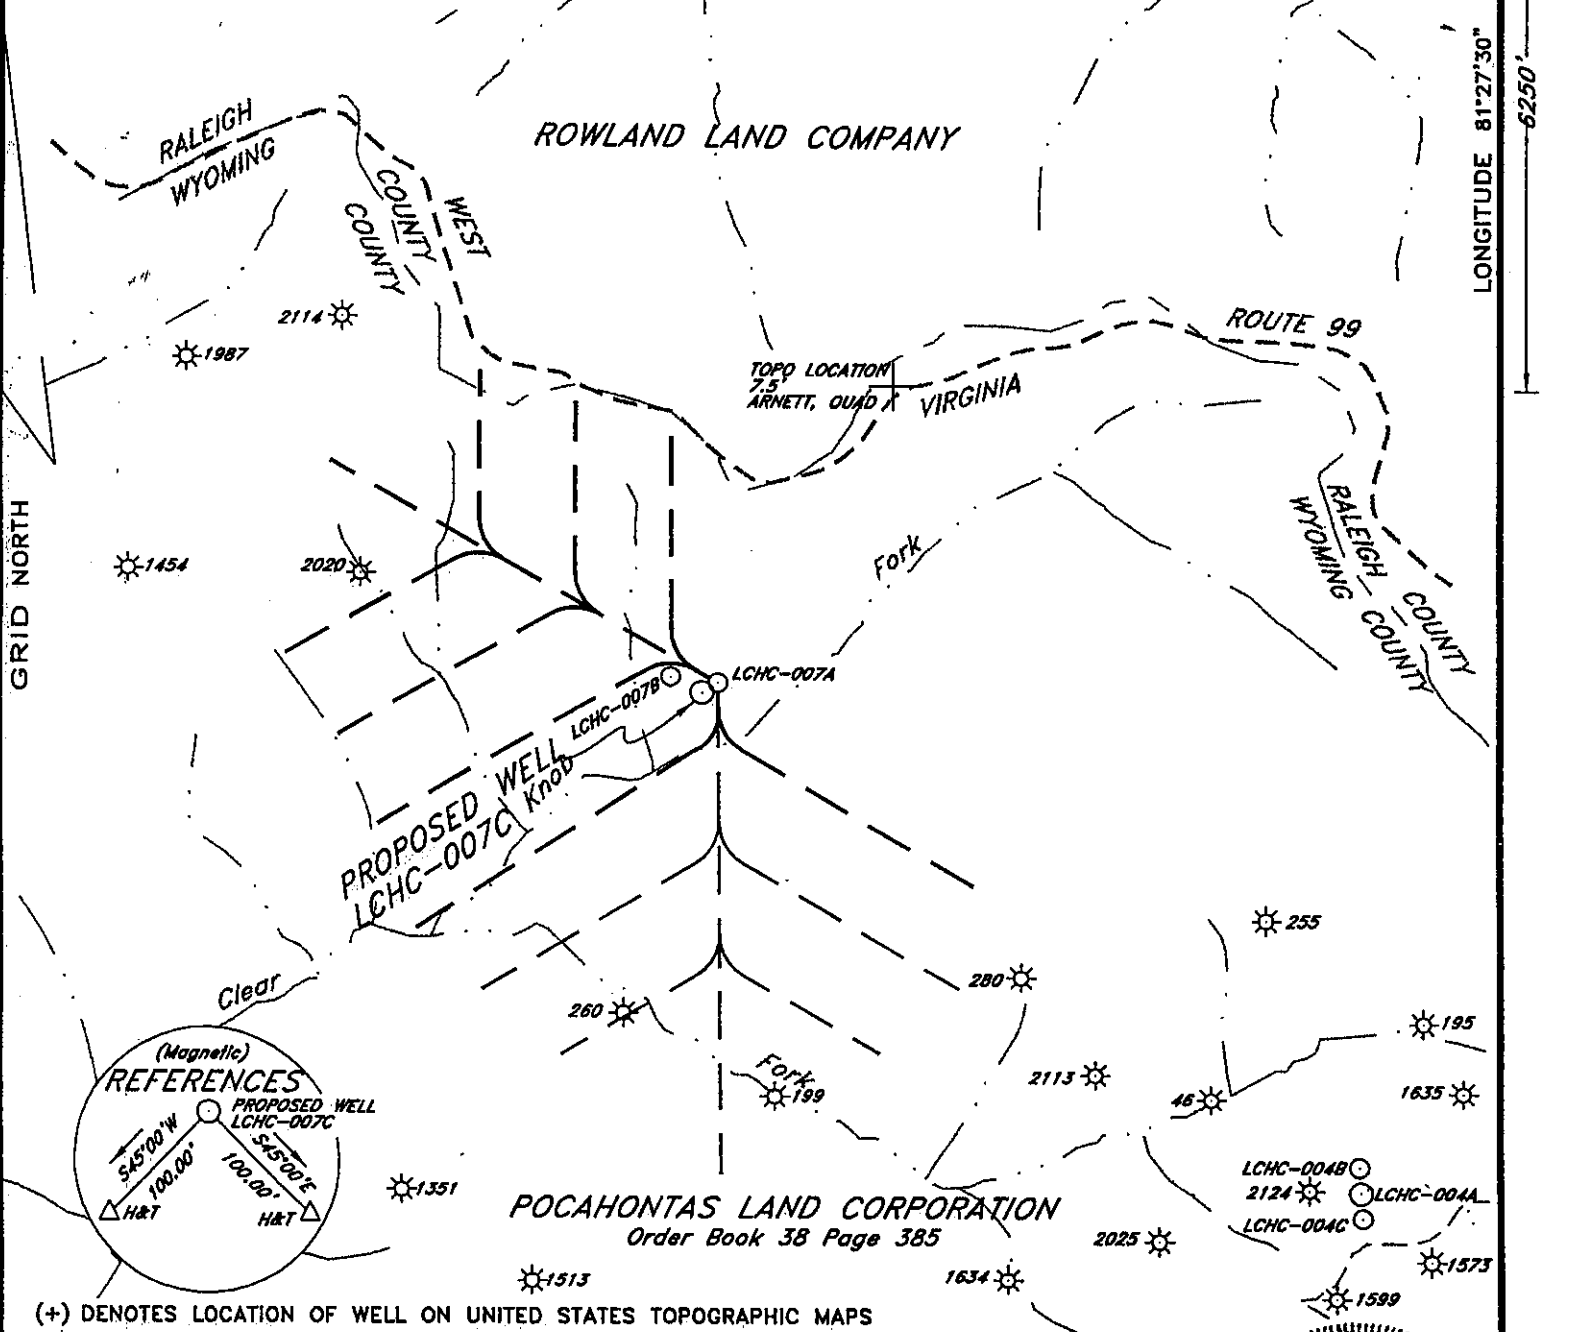 LONGITUDE 81°27'30"
6250'
ROWLAND LAND COMPANY
RALEIGH
WYOMING
COUNTY
COUNTY
WEST
2114
1987
ROUTE 99
TOPO LOCATION
7.5'
ARNETT, QUAD
VIRGINIA
GRID NORTH
1454
2020
Fork
RALEIGH COUNTY
WYOMING COUNTY
LCHC-007A
LCHC-007B
PROPOSED WELL
LCHC-007C
Knob
255
280
260
Clear
195
Fork
199
2113
46
1635
(Magnetic)
REFERENCES
PROPOSED WELL
LCHC-007C
S45°00'W
100.00'
S45°00'E
100.00'
H&T
H&T
1351
POCAHONTAS LAND CORPORATION
Order Book 38 Page 385
LCHC-004B
2124
LCHC-004A
LCHC-004C
2025
1573
1513
1634
1599
(+) DENOTES LOCATION OF WELL ON UNITED STATES TOPOGRAPHIC MAPS